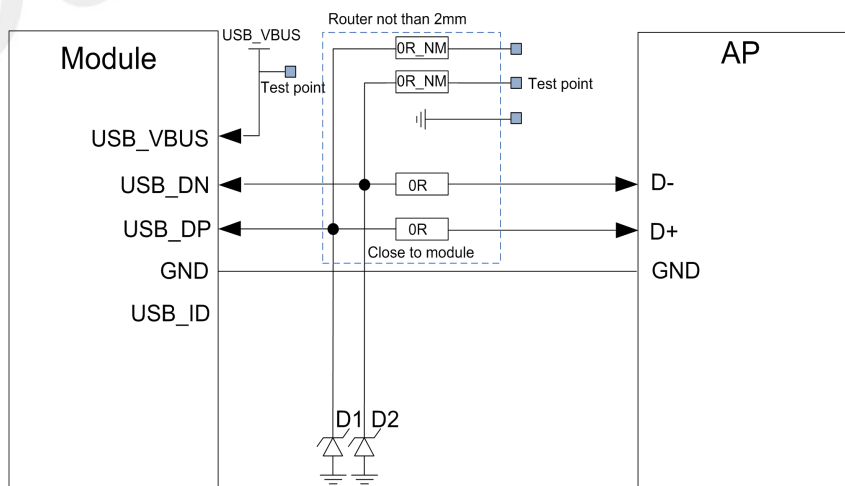 Router not than 2mm
USB_VBUS
Module
0R_NM
AP
Test point
0R_NM
Test point
USB_VBUS
USB_DN
0R
D-
USB_DP
0R
D+
Close to module
GND
GND
USB_ID
D1
D2